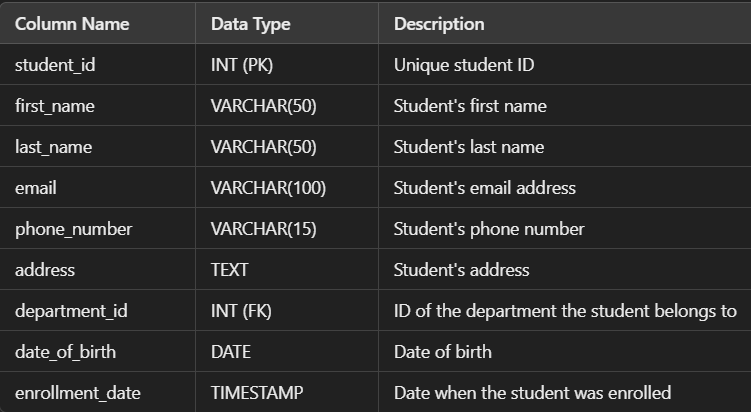 Column Name Data Type Description
student_id INT (PK) Unique student ID
first_name VARCHAR(50) Student's first name
last_name VARCHAR(50) Student's last name
email VARCHAR(100) Student's email address
phone_number VARCHAR(15) Student's phone number
address TEXT Student's address
department_id INT (FK) ID of the department the student belongs to
date_of_birth DATE Date of birth
enrollment_date TIMESTAMP Date when the student was enrolled